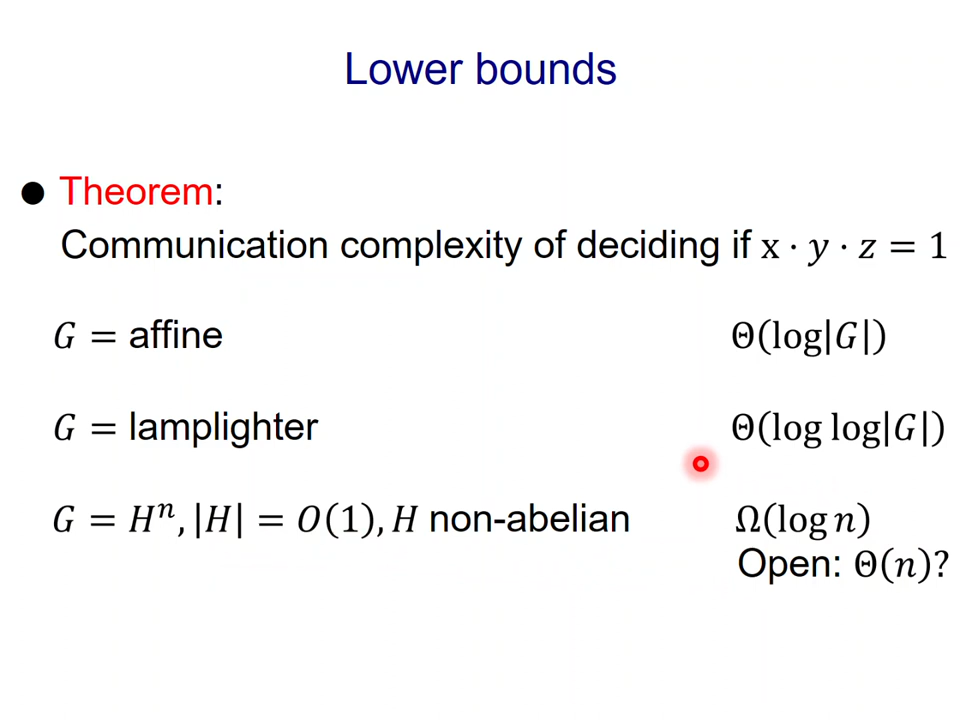 Lower bounds
● Theorem:
Communication complexity of deciding if x · y · z = 1
G = affine Θ(log|G|)
G = lamplighter Θ(log log|G|)
G = Hⁿ, |H| = O(1), H non-abelian Ω(log n)
Open: Θ(n)?